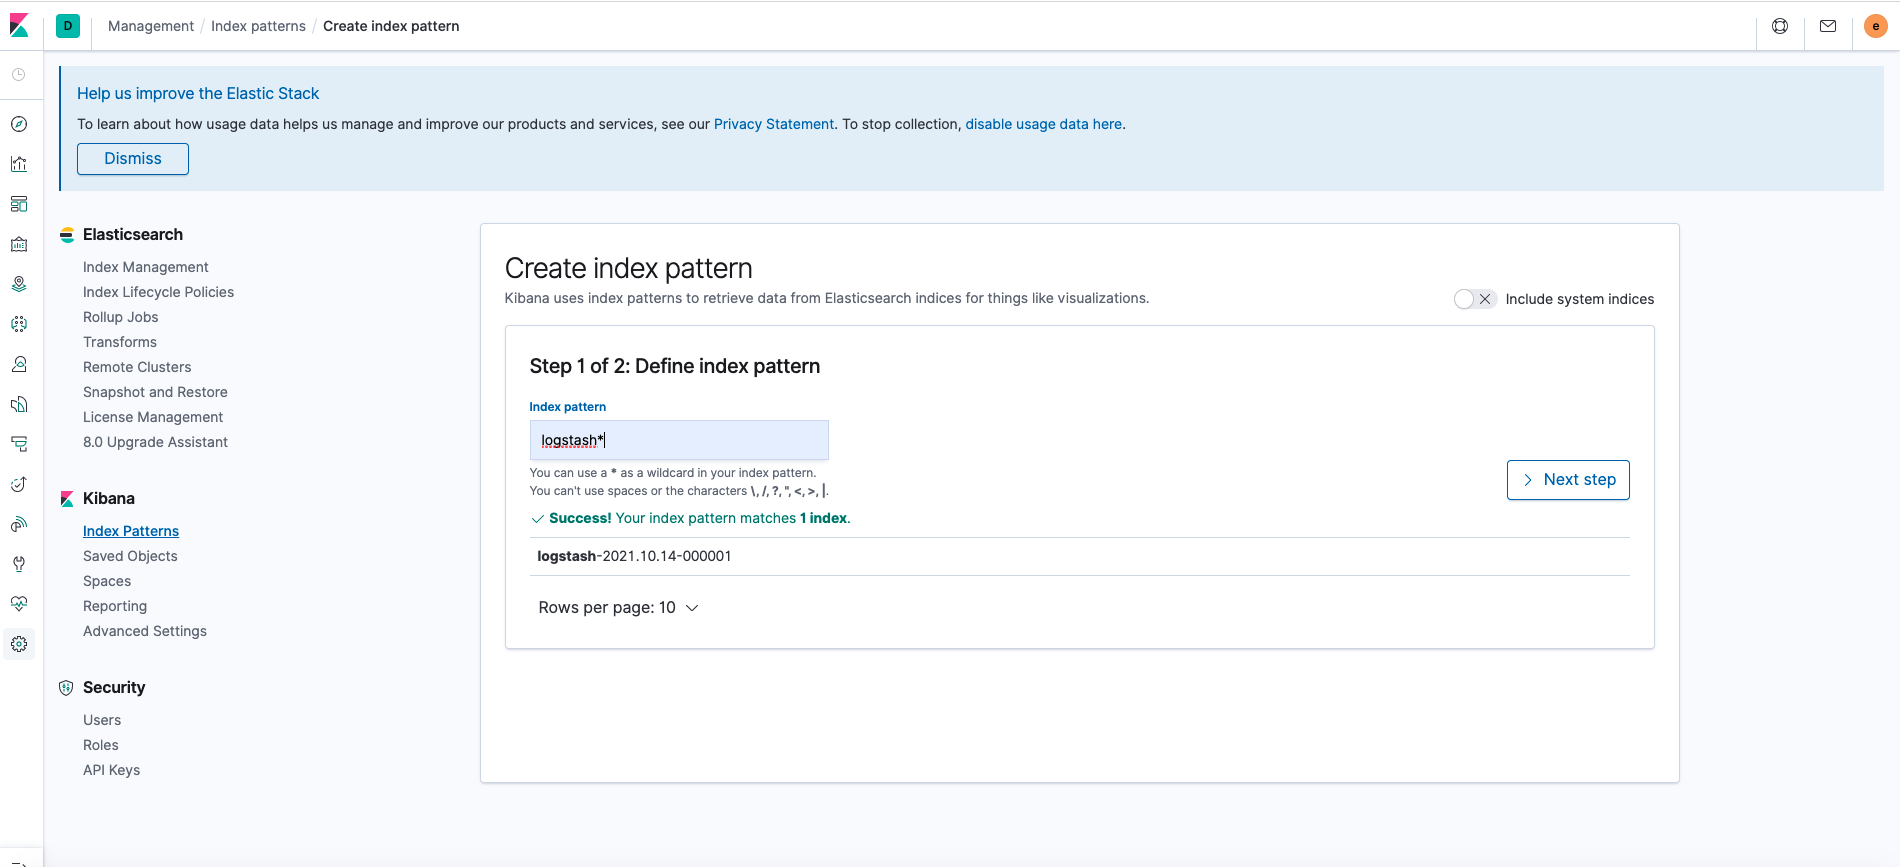 D
Management / Index patterns / Create index pattern
e
Help us improve the Elastic Stack
To learn about how usage data helps us manage and improve our products and services, see our Privacy Statement. To stop collection, disable usage data here.
Dismiss
Elasticsearch
Index Management
Index Lifecycle Policies
Rollup Jobs
Transforms
Remote Clusters
Snapshot and Restore
License Management
8.0 Upgrade Assistant
Kibana
Index Patterns
Saved Objects
Spaces
Reporting
Advanced Settings
Security
Users
Roles
API Keys
Create index pattern
Kibana uses index patterns to retrieve data from Elasticsearch indices for things like visualizations.
Include system indices
Step 1 of 2: Define index pattern
Index pattern
logstash*
You can use a * as a wildcard in your index pattern.
You can't use spaces or the characters \, /, ?, ", <, >, |.
Next step
Success! Your index pattern matches 1 index.
logstash-2021.10.14-000001
Rows per page: 10